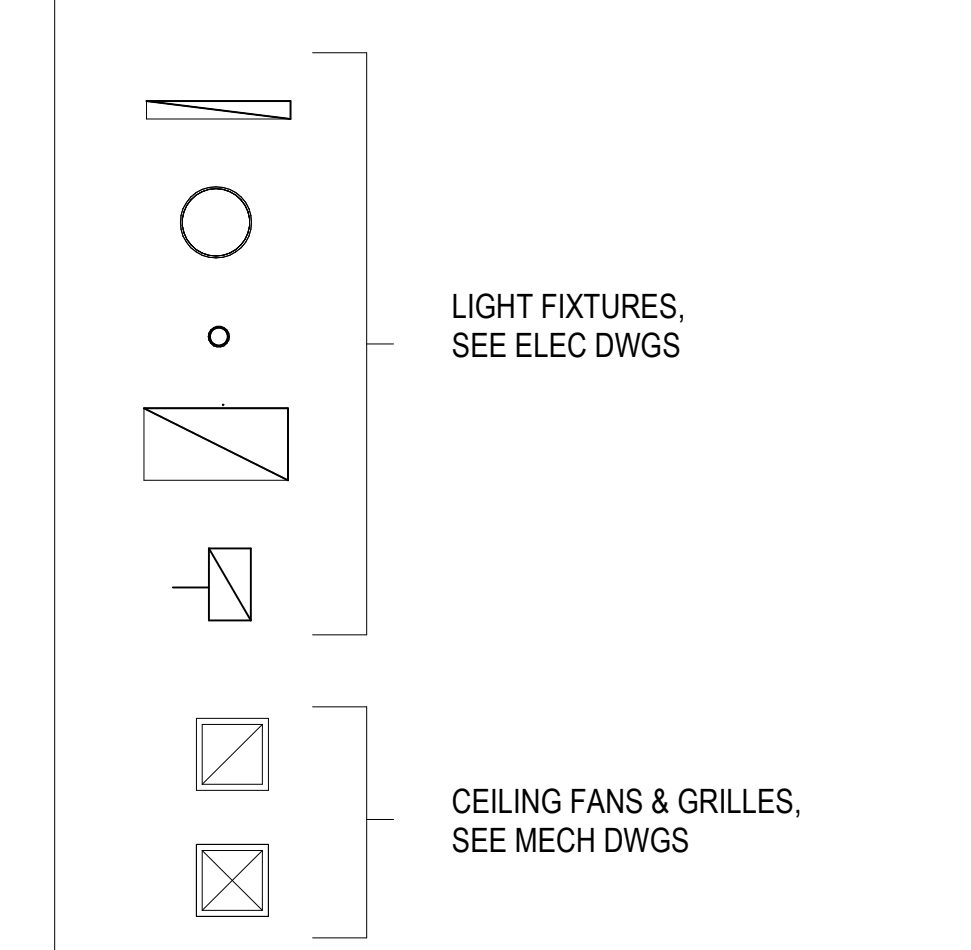 LIGHT FIXTURES,
SEE ELEC DWGS
CEILING FANS & GRILLES,
SEE MECH DWGS